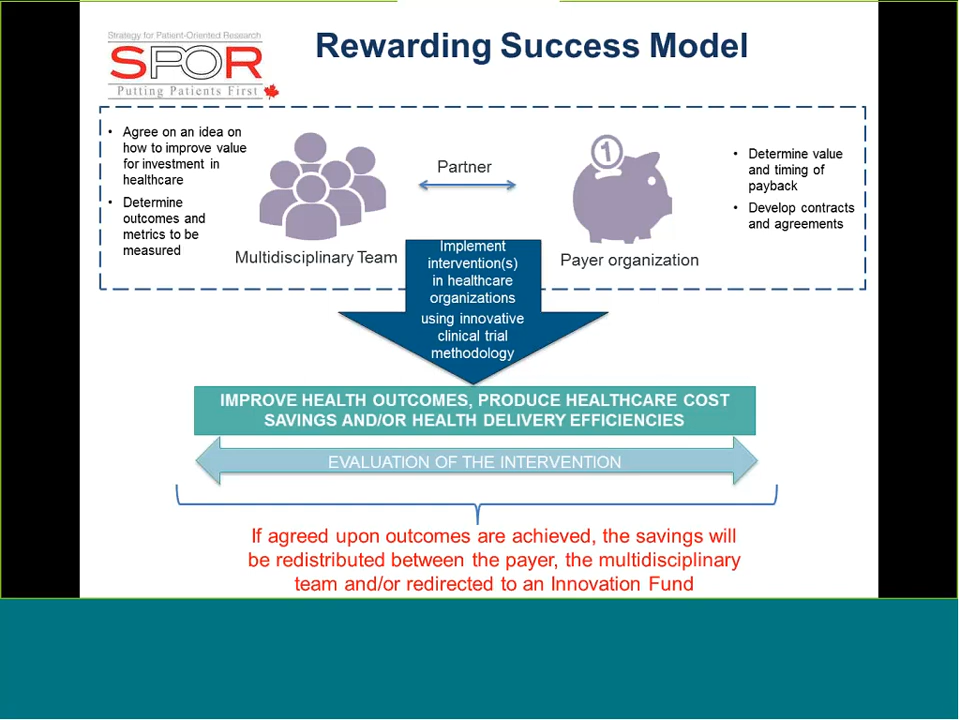 Strategy for Patient-Oriented Research
SPOR
Putting Patients First
Rewarding Success Model
• Agree on an idea on
how to improve value
for investment in
healthcare
• Determine
outcomes and
metrics to be
measured
Multidisciplinary Team
Partner
1
Payer organization
• Determine value
and timing of
payback
• Develop contracts
and agreements
Implement
intervention(s)
in healthcare
organizations
using innovative
clinical trial
methodology
IMPROVE HEALTH OUTCOMES, PRODUCE HEALTHCARE COST
SAVINGS AND/OR HEALTH DELIVERY EFFICIENCIES
EVALUATION OF THE INTERVENTION
If agreed upon outcomes are achieved, the savings will
be redistributed between the payer, the multidisciplinary
team and/or redirected to an Innovation Fund